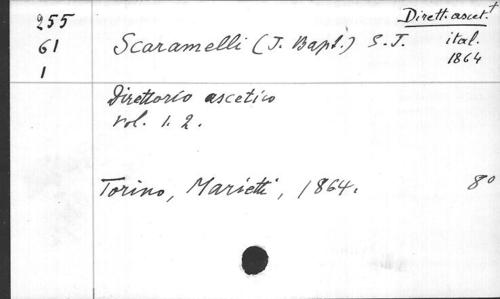 255
61
1
Dirett. ascet.†
ital.
1864
Scaramelli (J. Bapt.) S.J.
Direttorio ascetico
vol. 1. 2.
Torino, Marietti, 1864. 8º